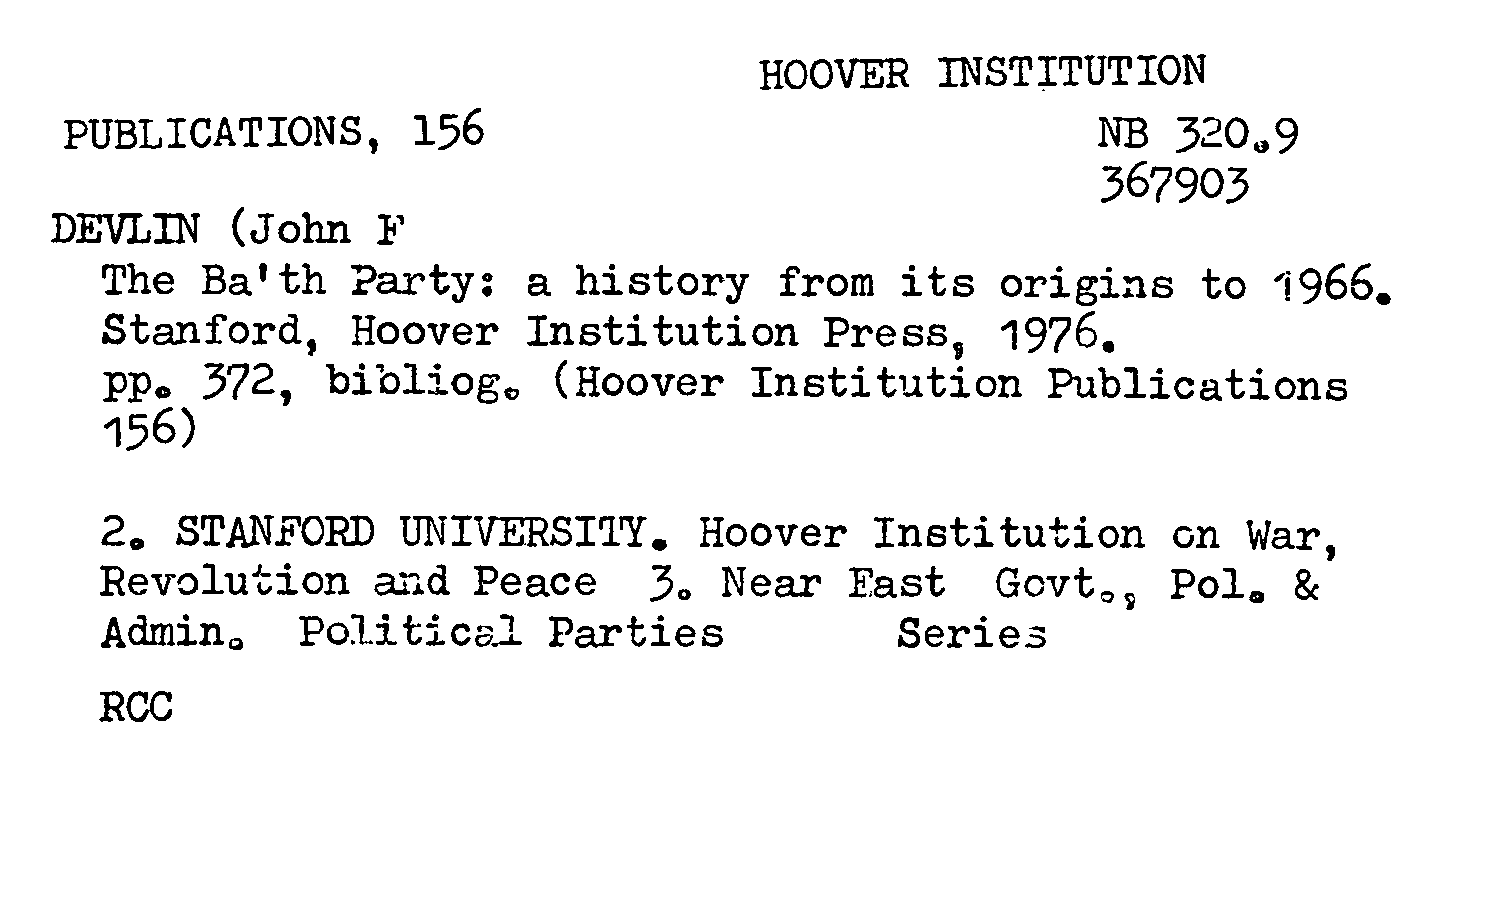 HOOVER INSTITUTION
PUBLICATIONS, 156
NB 320.9
367903
DEVLIN (John F
The Ba'th Party: a history from its origins to 1966.
Stanford, Hoover Institution Press, 1976.
pp. 372, bibliog. (Hoover Institution Publications
156)
2. STANFORD UNIVERSITY. Hoover Institution on War,
Revolution and Peace 3. Near East Govt., Pol. &
Admin. Political Parties Series
RCC